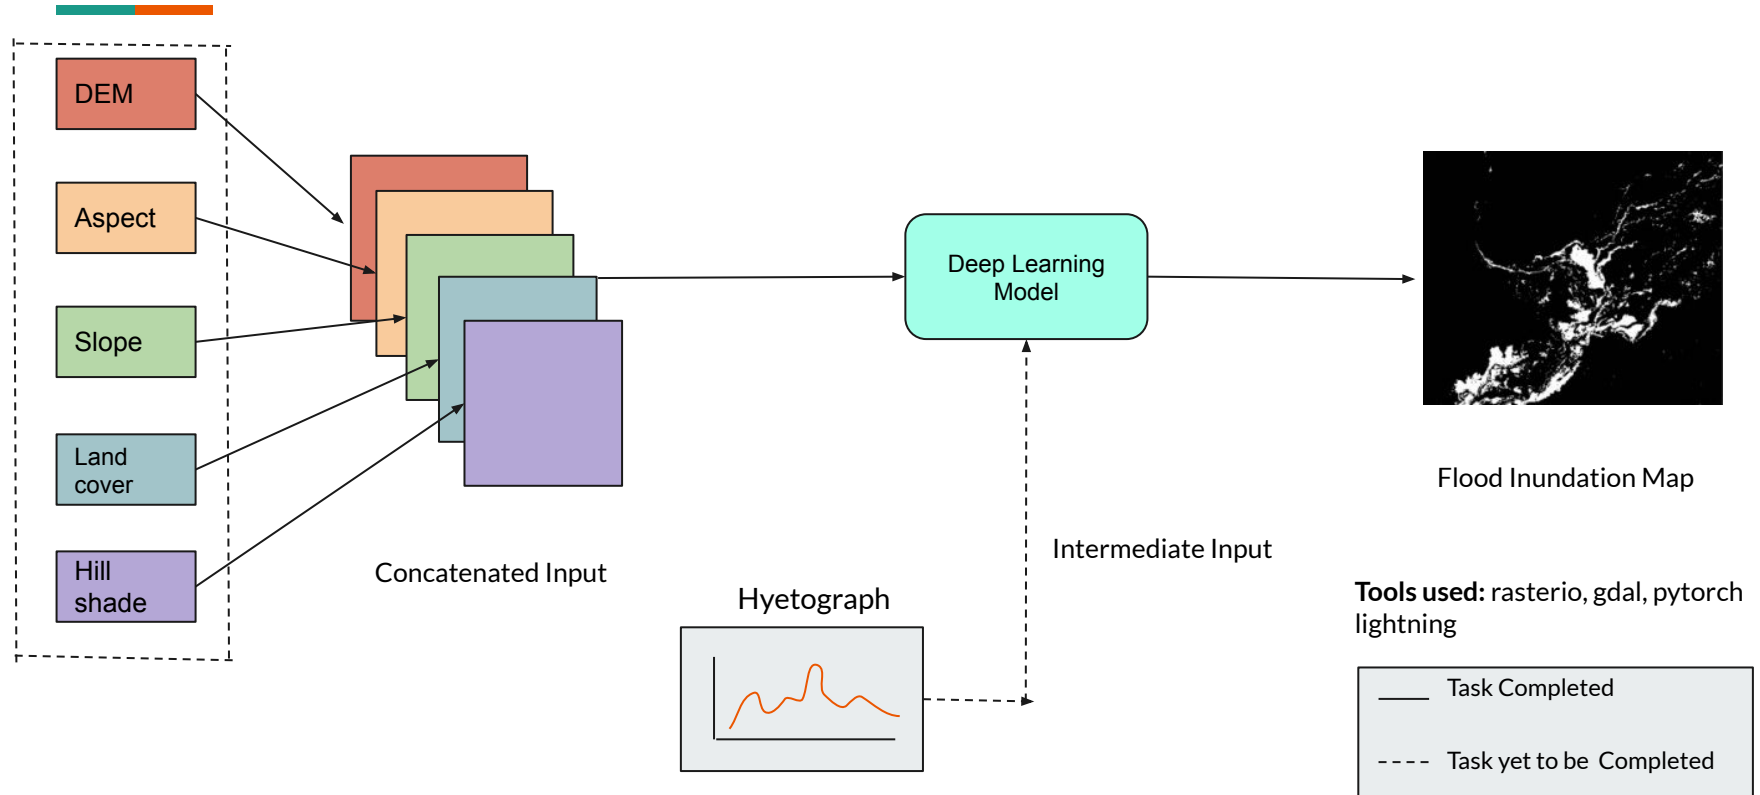 DEM
Aspect
Slope
Land
cover
Hill
shade
Concatenated Input
Deep Learning
Model
Hyetograph
Intermediate Input
Flood Inundation Map
Tools used: rasterio, gdal, pytorch
lightning
Task Completed
Task yet to be Completed